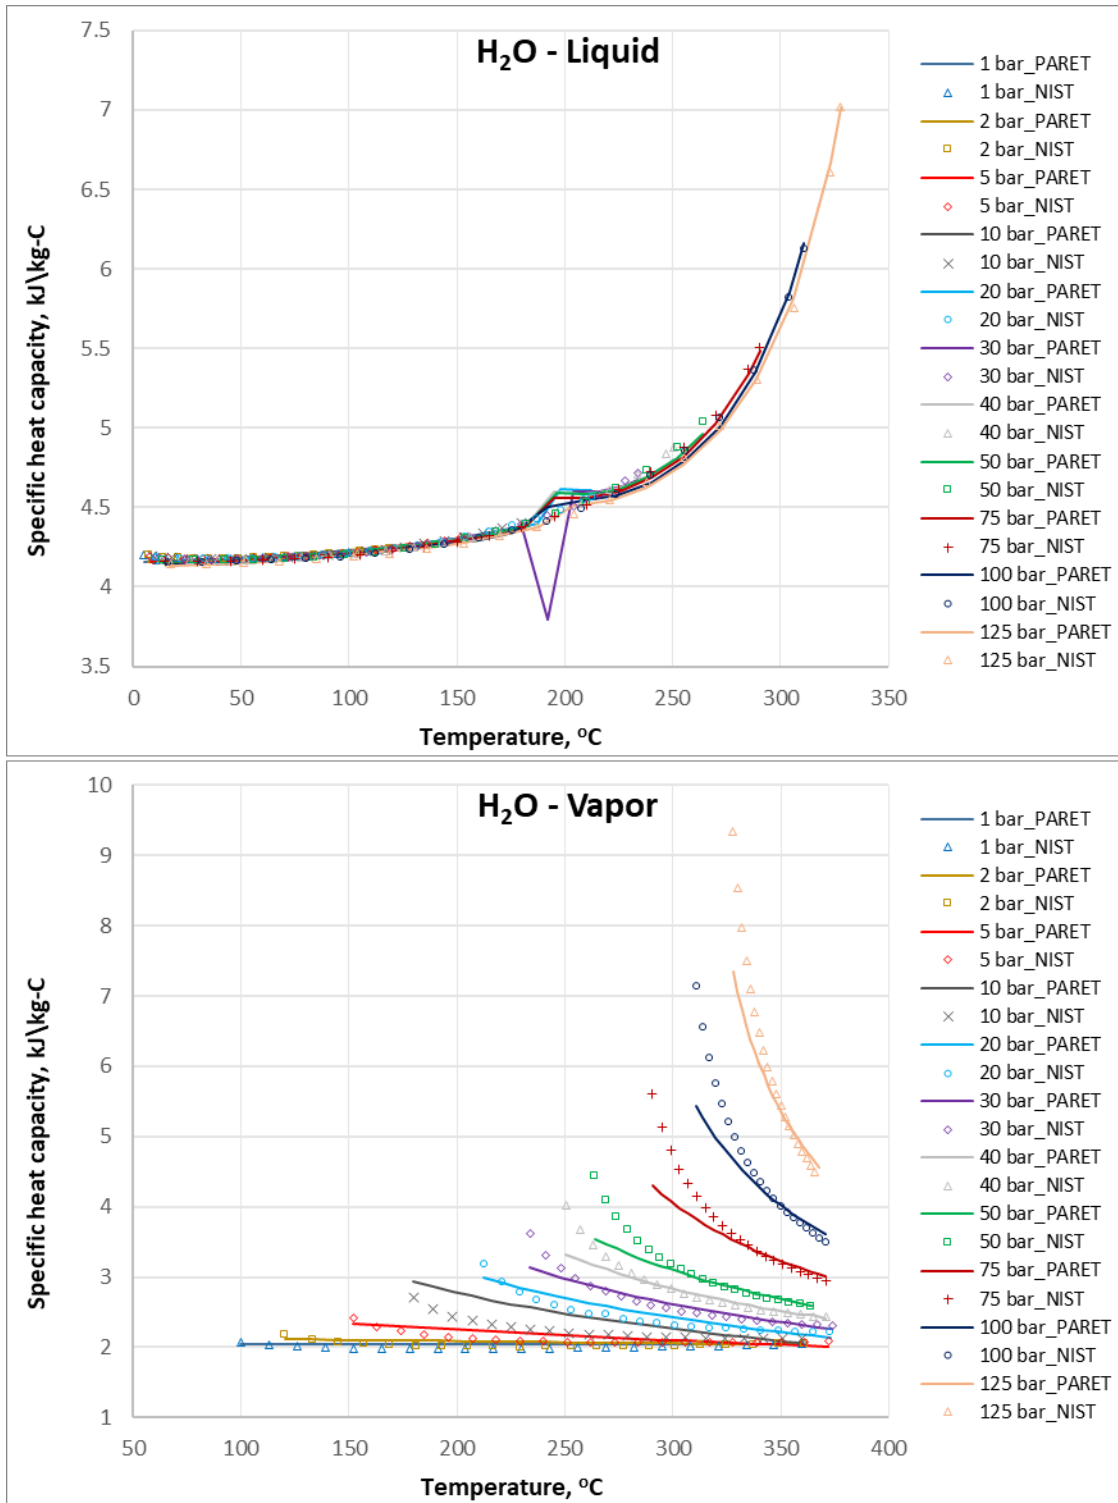 H₂O - Liquid
7.5
7
6.5
6
5.5
5
4.5
4
3.5
0 50 100 150 200 250 300 350
Specific heat capacity, kJ\kg-C
Temperature, ºC
1 bar_PARET
1 bar_NIST
2 bar_PARET
2 bar_NIST
5 bar_PARET
5 bar_NIST
10 bar_PARET
10 bar_NIST
20 bar_PARET
20 bar_NIST
30 bar_PARET
30 bar_NIST
40 bar_PARET
40 bar_NIST
50 bar_PARET
50 bar_NIST
75 bar_PARET
75 bar_NIST
100 bar_PARET
100 bar_NIST
125 bar_PARET
125 bar_NIST
H₂O - Vapor
10
9
8
7
6
5
4
3
2
1
50 100 150 200 250 300 350 400
Specific heat capacity, kJ\kg-C
Temperature, ºC
1 bar_PARET
1 bar_NIST
2 bar_PARET
2 bar_NIST
5 bar_PARET
5 bar_NIST
10 bar_PARET
10 bar_NIST
20 bar_PARET
20 bar_NIST
30 bar_PARET
30 bar_NIST
40 bar_PARET
40 bar_NIST
50 bar_PARET
50 bar_NIST
75 bar_PARET
75 bar_NIST
100 bar_PARET
100 bar_NIST
125 bar_PARET
125 bar_NIST